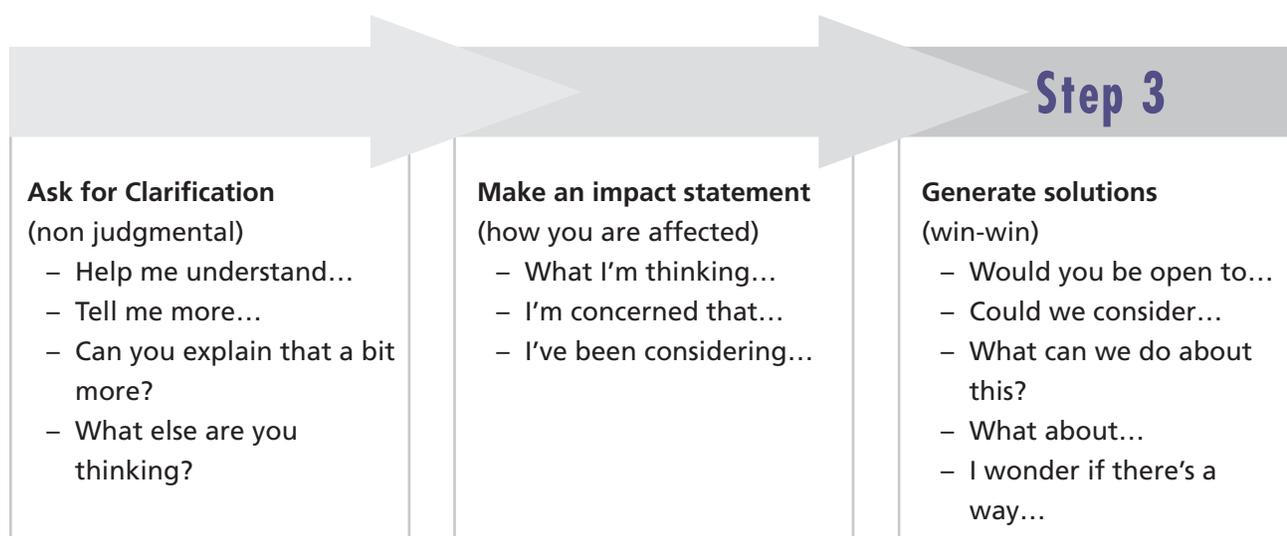 Step 3
Ask for Clarification
(non judgmental)
– Help me understand…
– Tell me more…
– Can you explain that a bit
more?
– What else are you
thinking?
Make an impact statement
(how you are affected)
– What I’m thinking…
– I’m concerned that…
– I’ve been considering…
Generate solutions
(win-win)
– Would you be open to…
– Could we consider…
– What can we do about
this?
– What about…
– I wonder if there’s a
way…